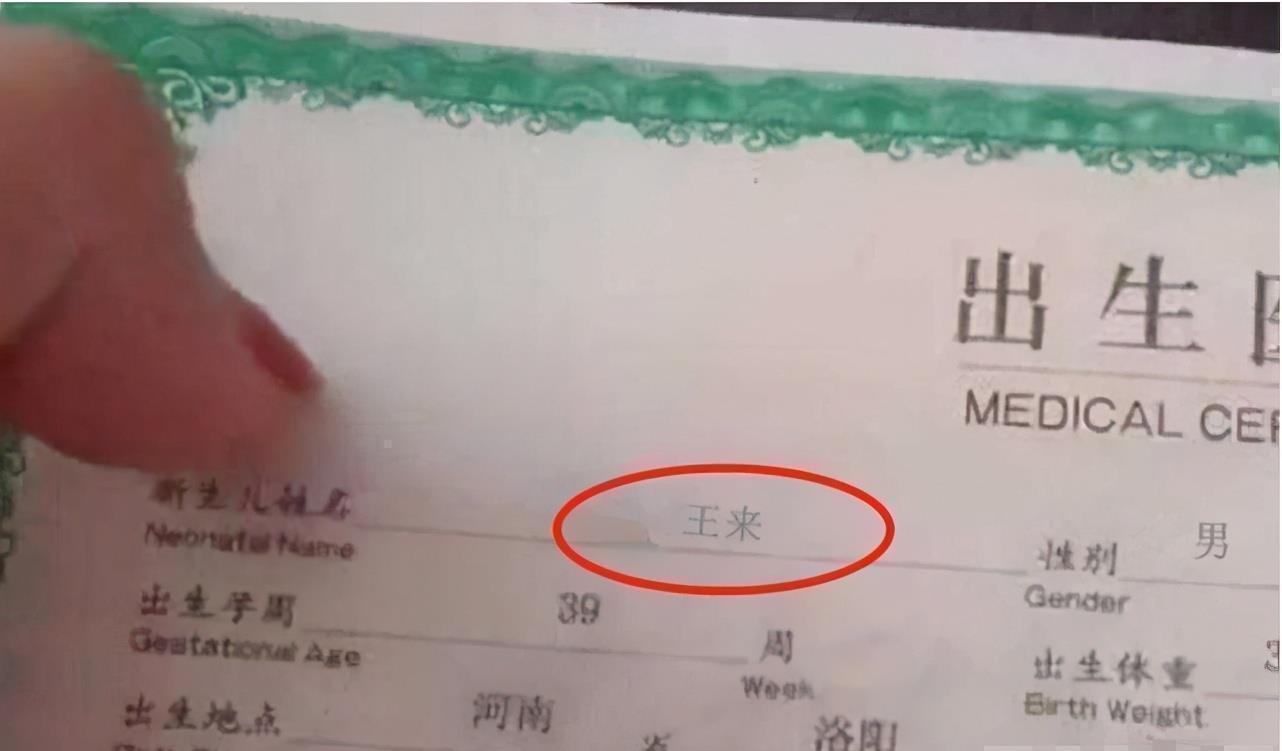 出生
MEDICAL CER
新生儿姓名 王来 性别 男
Neonatal Name Gender
出生孕周 39 周 出生体重
Gestational Age Week Birth Weight
出生地点 河南 洛阳